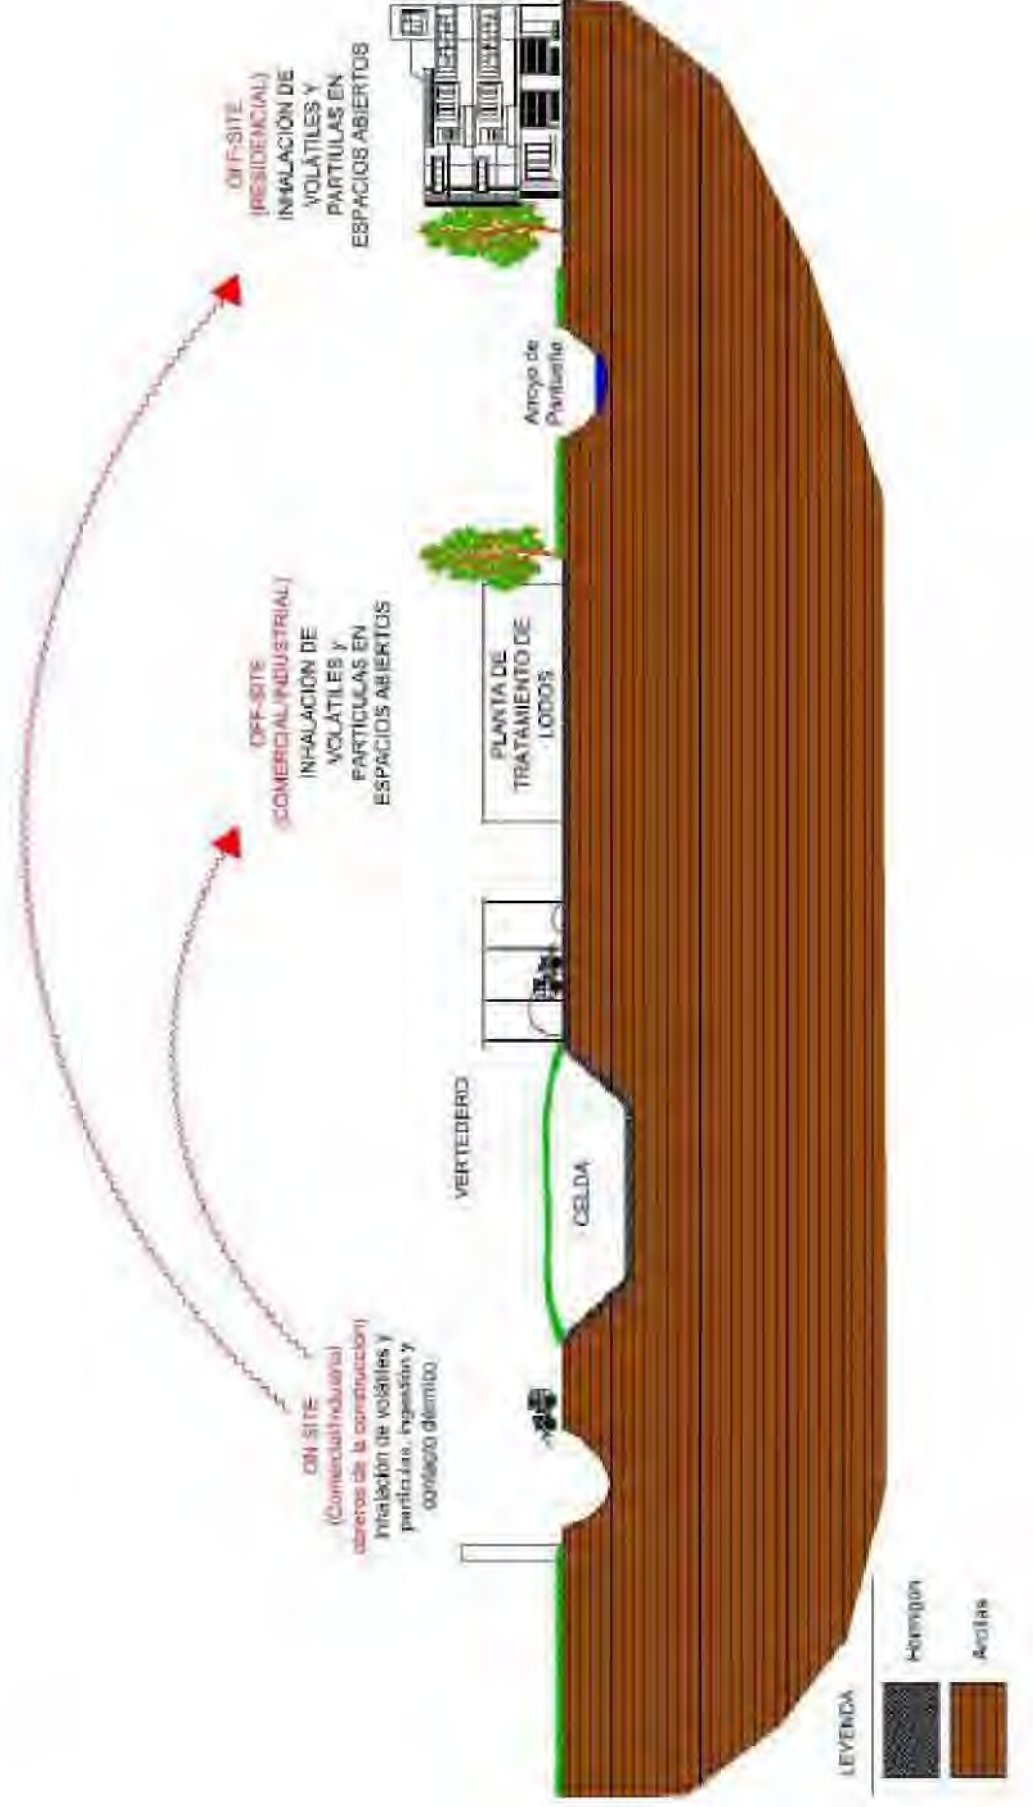 ON SITE
(Comercial/Industrial)
obreros de la construcción)
Inhalación de volátiles y
partículas, ingestión y
contacto dérmico
OFF-SITE
(COMERCIAL/INDUSTRIAL)
INHALACIÓN DE
VOLÁTILES y
PARTÍCULAS EN
ESPACIOS ABIERTOS
OFF-SITE
(RESIDENCIAL)
INHALACIÓN DE
VOLÁTILES Y
PARTIULAS EN
ESPACIOS ABIERTOS
VERTEDERO
CELDA
PLANTA DE
TRATAMIENTO DE
LODOS
Arroyo de
Pantueña
LEYENDA
Hormigon
Arcillas